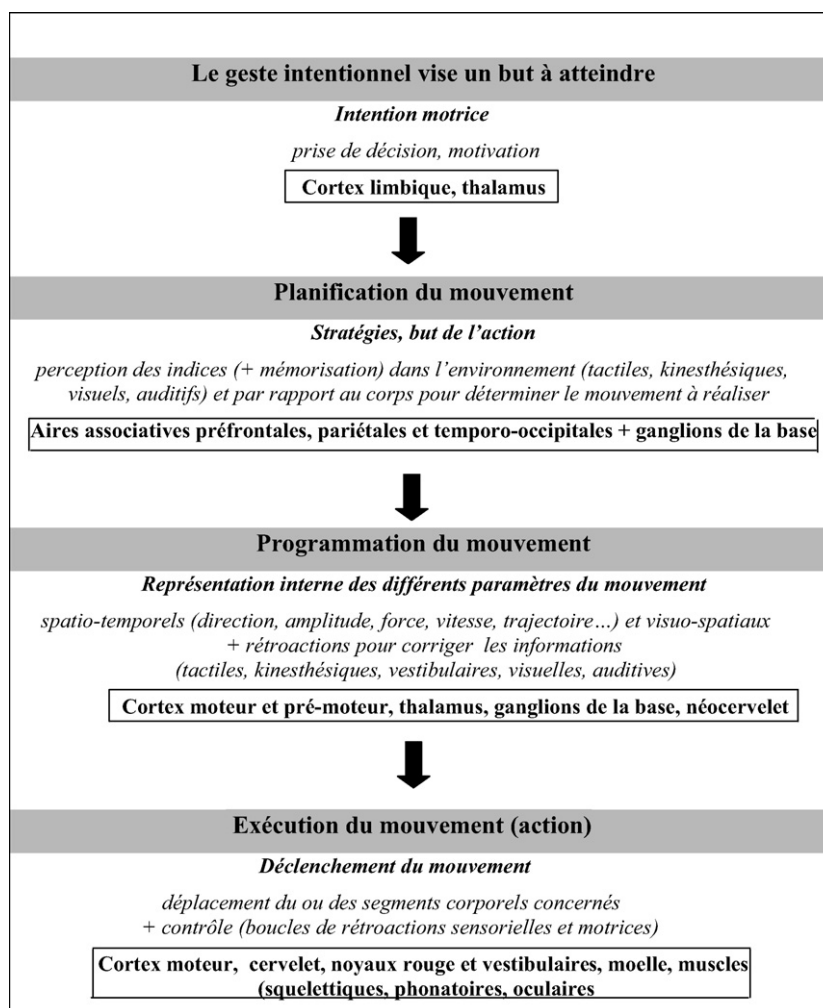 Le geste intentionnel vise un but à atteindre
Intention motrice
prise de décision, motivation
Cortex limbique, thalamus
Planification du mouvement
Stratégies, but de l'action
perception des indices (+ mémorisation) dans l'environnement (tactiles, kinesthésiques,
visuels, auditifs) et par rapport au corps pour déterminer le mouvement à réaliser
Aires associatives préfrontales, pariétales et temporo-occipitales + ganglions de la base
Programmation du mouvement
Représentation interne des différents paramètres du mouvement
spatio-temporels (direction, amplitude, force, vitesse, trajectoire…) et visuo-spatiaux
+ rétroactions pour corriger les informations
(tactiles, kinesthésiques, vestibulaires, visuelles, auditives)
Cortex moteur et pré-moteur, thalamus, ganglions de la base, néocervelet
Exécution du mouvement (action)
Déclenchement du mouvement
déplacement du ou des segments corporels concernés
+ contrôle (boucles de rétroactions sensorielles et motrices)
Cortex moteur, cervelet, noyaux rouge et vestibulaires, moelle, muscles
(squelettiques, phonatoires, oculaires